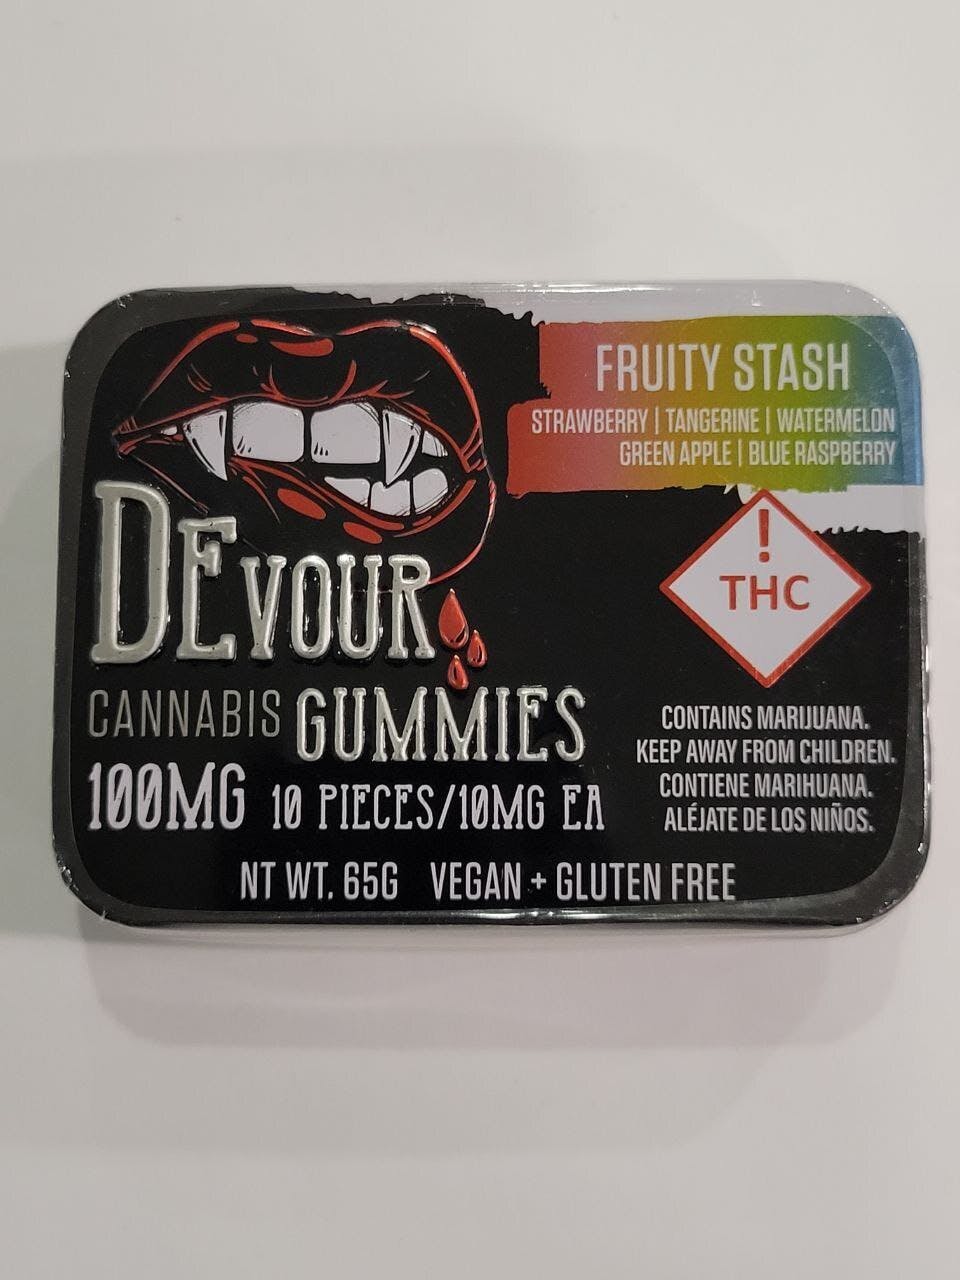 FRUITY STASH
STRAWBERRY | TANGERINE | WATERMELON
GREEN APPLE | BLUE RASPBERRY
DEVOUR
CANNABIS GUMMIES
100MG 10 PIECES/10MG EA
NT WT. 65G VEGAN + GLUTEN FREE
!
THC
CONTAINS MARIJUANA.
KEEP AWAY FROM CHILDREN.
CONTIENE MARIHUANA.
ALÉJATE DE LOS NIÑOS.